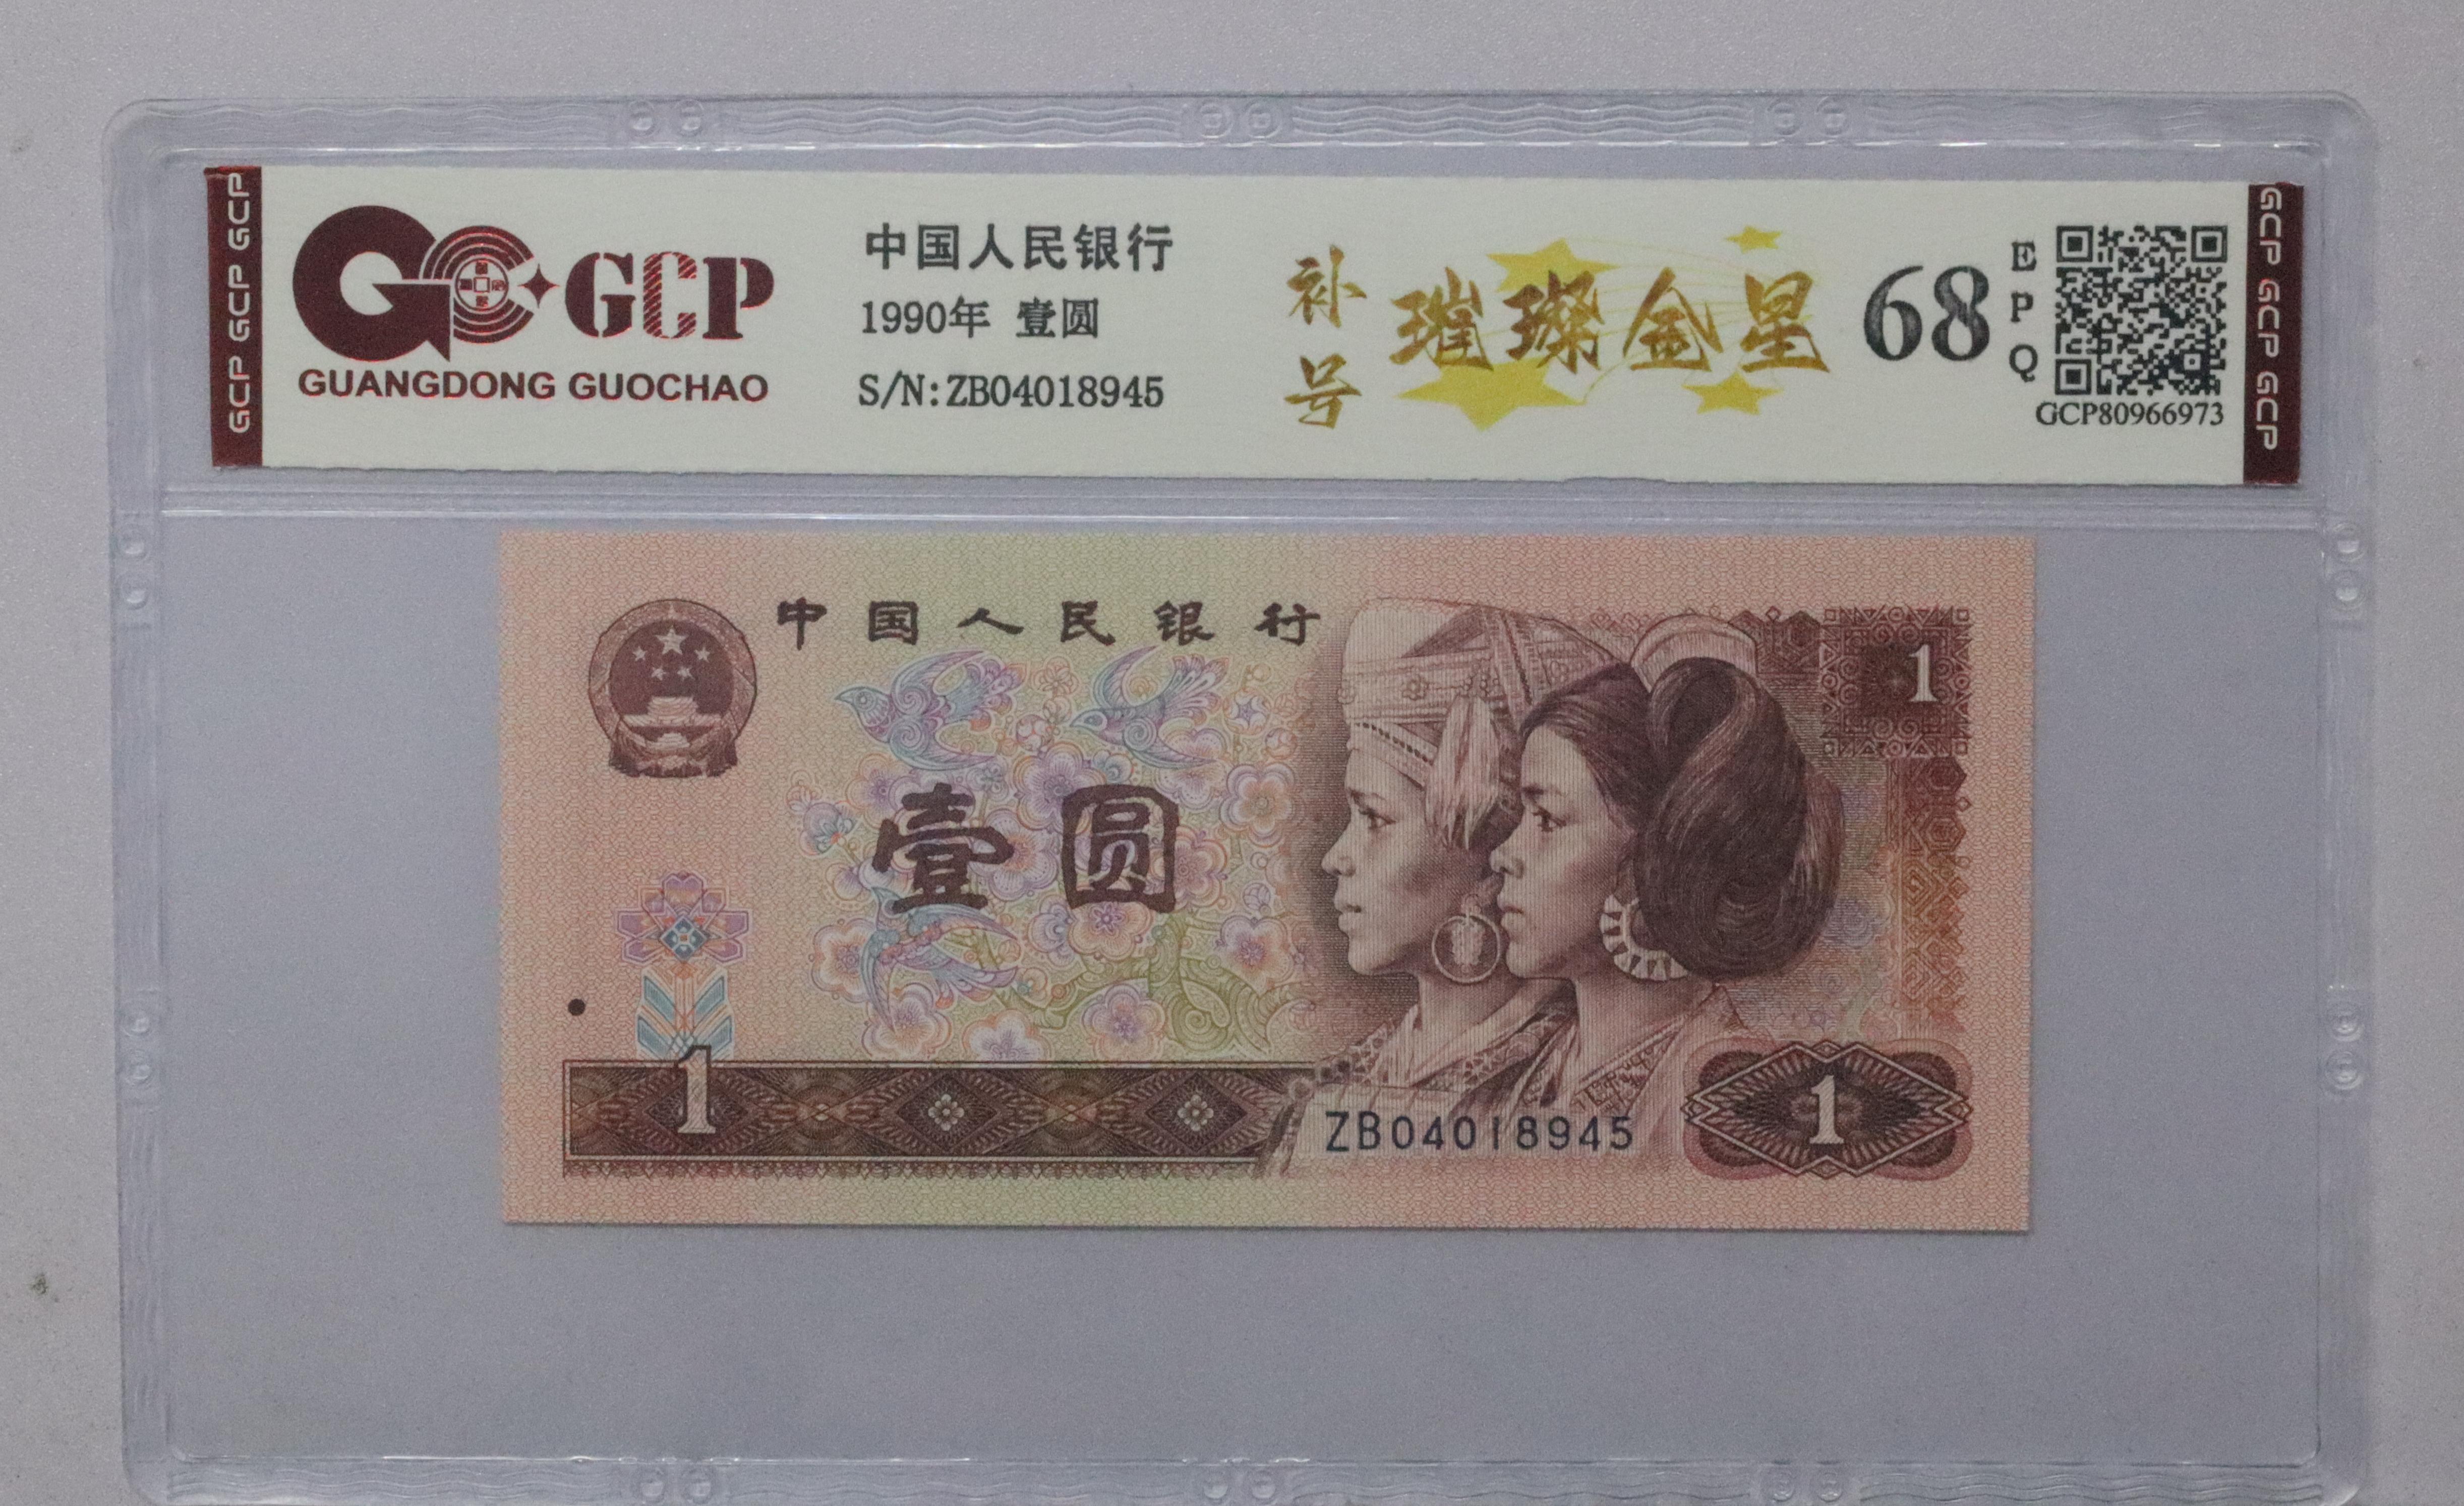 GCP GCP GCP
GCP
GUANGDONG GUOCHAO
中国人民银行
1990年 壹圆
S/N:ZB04018945
补号
璀璨金星
68
EPQ
GCP80966973
GCP GCP GCP
中国人民银行
1
壹圆
1
ZB04018945
1